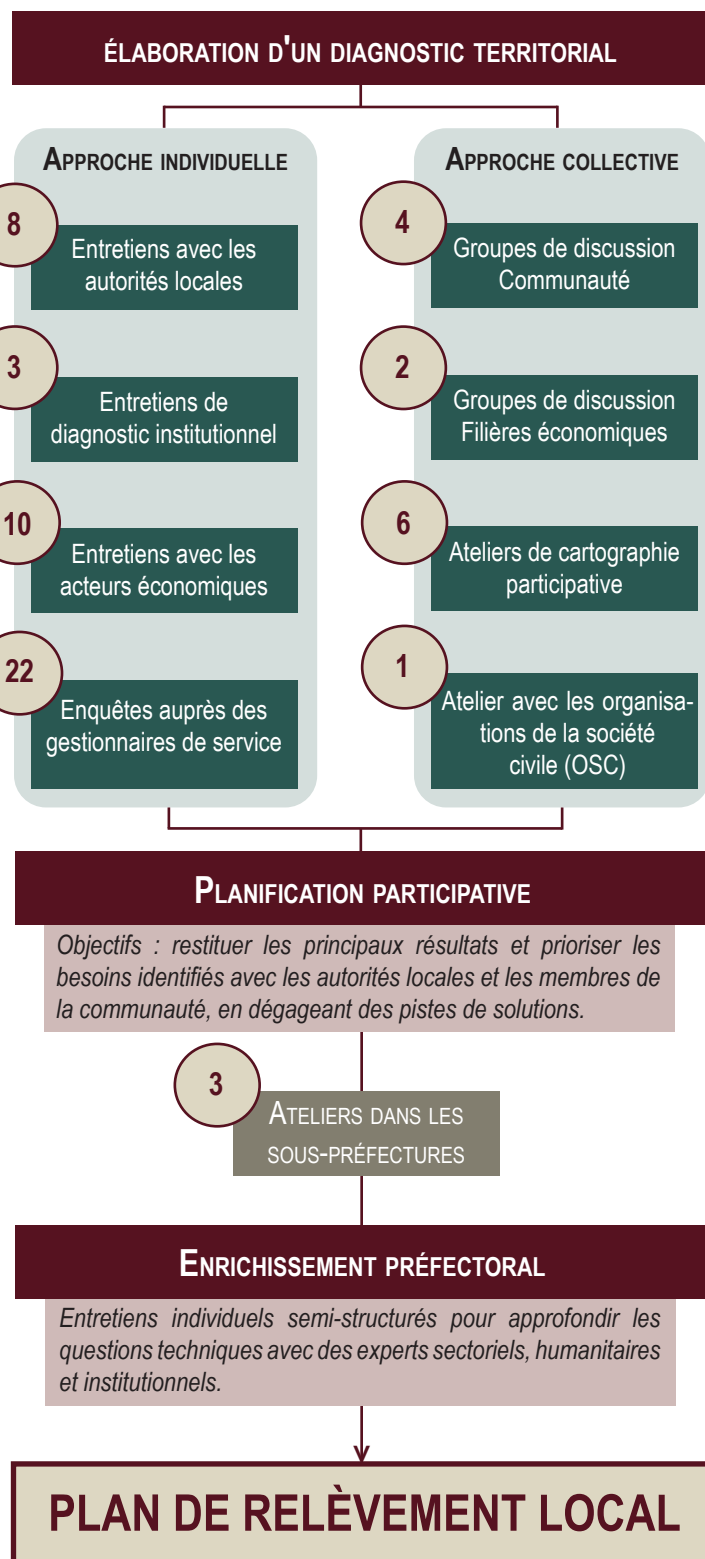 ÉLABORATION D'UN DIAGNOSTIC TERRITORIAL
APPROCHE INDIVIDUELLE
8
Entretiens avec les
autorités locales
3
Entretiens de
diagnostic institutionnel
10
Entretiens avec les
acteurs économiques
22
Enquêtes auprès des
gestionnaires de service
APPROCHE COLLECTIVE
4
Groupes de discussion
Communauté
2
Groupes de discussion
Filières économiques
6
Ateliers de cartographie
participative
1
Atelier avec les organisa-
tions de la société
civile (OSC)
PLANIFICATION PARTICIPATIVE
Objectifs : restituer les principaux résultats et prioriser les
besoins identifiés avec les autorités locales et les membres de
la communauté, en dégageant des pistes de solutions.
3
ATELIERS DANS LES
SOUS-PRÉFECTURES
ENRICHISSEMENT PRÉFECTORAL
Entretiens individuels semi-structurés pour approfondir les
questions techniques avec des experts sectoriels, humanitaires
et institutionnels.
PLAN DE RELÈVEMENT LOCAL